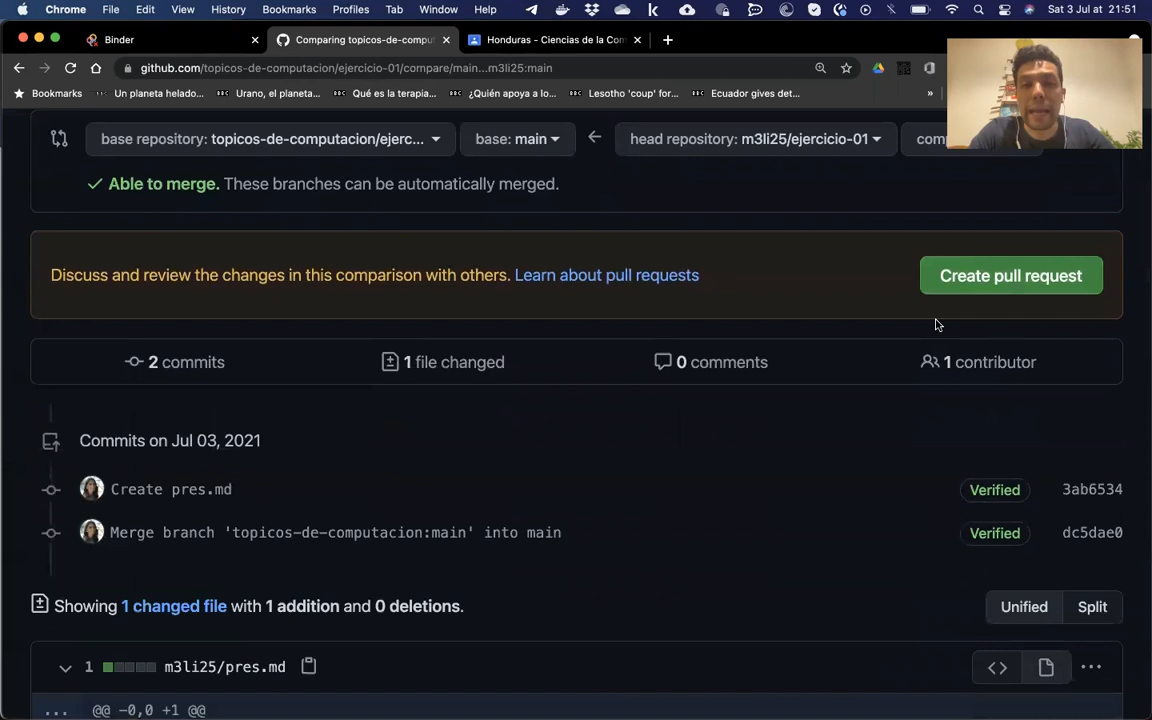 Chrome File Edit View History Bookmarks Profiles Tab Window Help Sat 3 Jul at 21:51
Binder Comparing topicos-de-comput Honduras - Ciencias de la Com
github.com/topicos-de-computacion/ejercicio-01/compare/main...m3li25:main
Bookmarks Un planeta helado... BBC Urano, el planeta... BBC Qué es la terapia... BBC ¿Quién apoya a lo... BBC Lesotho 'coup' for... BBC Ecuador gives det... »
base repository: topicos-de-computacion/ejerc... base: main head repository: m3li25/ejercicio-01
Able to merge. These branches can be automatically merged.
Discuss and review the changes in this comparison with others. Learn about pull requests Create pull request
2 commits 1 file changed 0 comments 1 contributor
Commits on Jul 03, 2021
Create pres.md Verified 3ab6534
Merge branch 'topicos-de-computacion:main' into main Verified dc5dae0
Showing 1 changed file with 1 addition and 0 deletions. Unified Split
1 m3li25/pres.md ...
... @@ -0,0 +1 @@